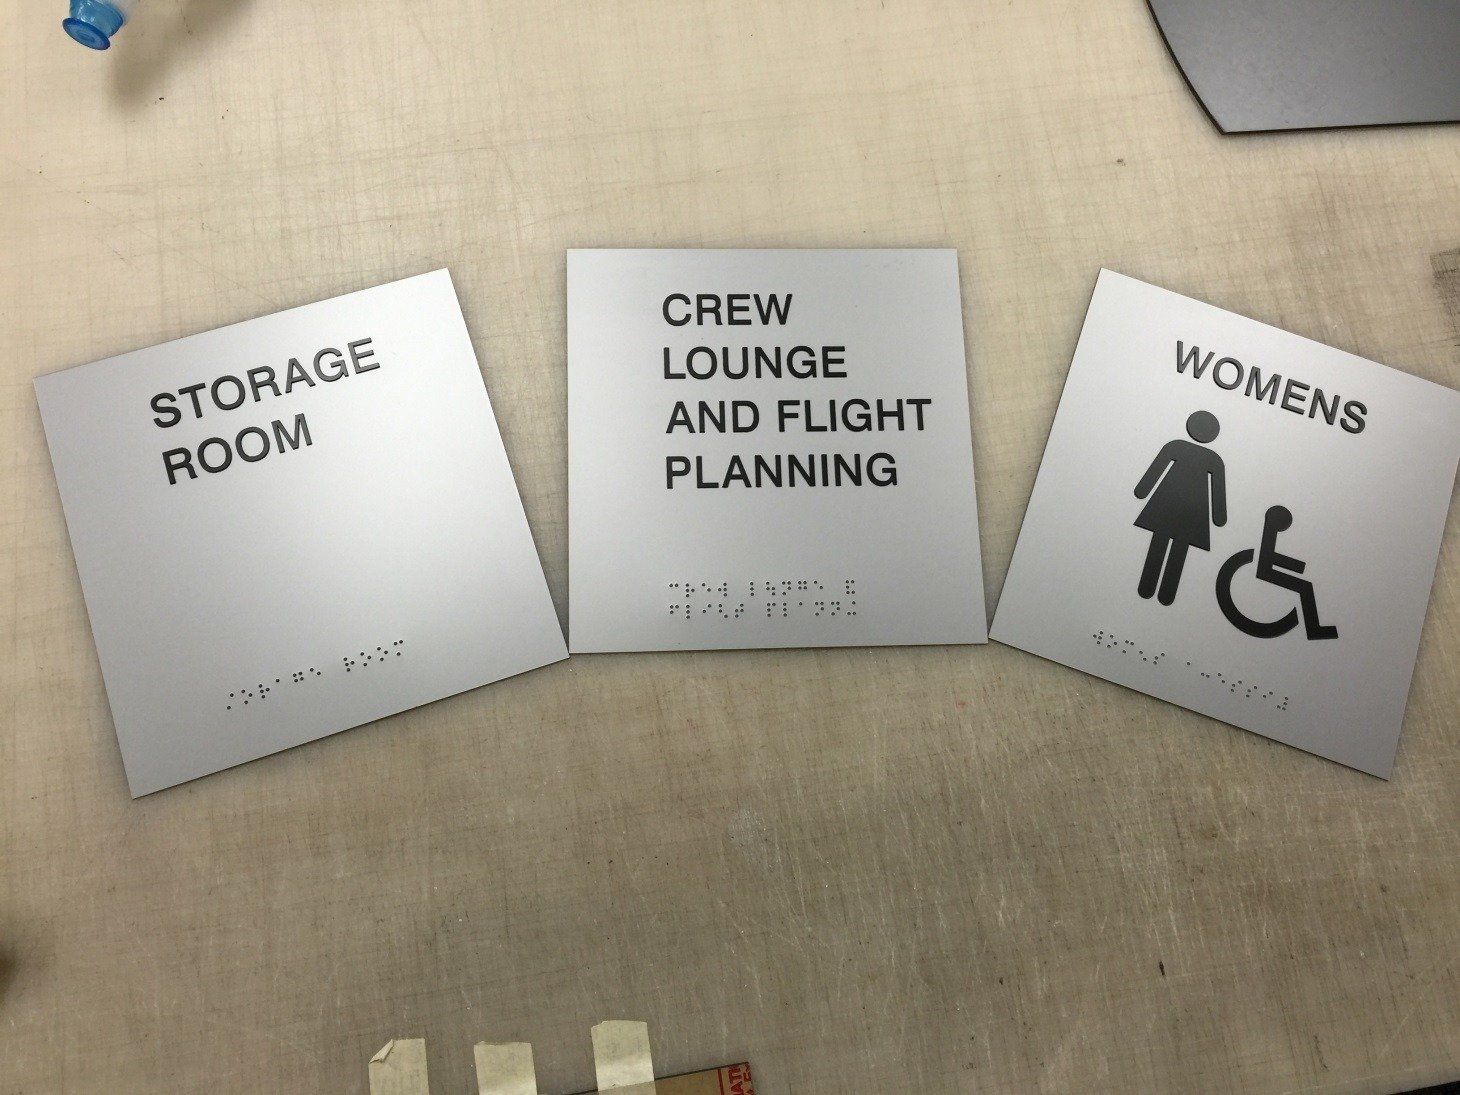 STORAGE
ROOM
CREW
LOUNGE
AND FLIGHT
PLANNING
WOMENS